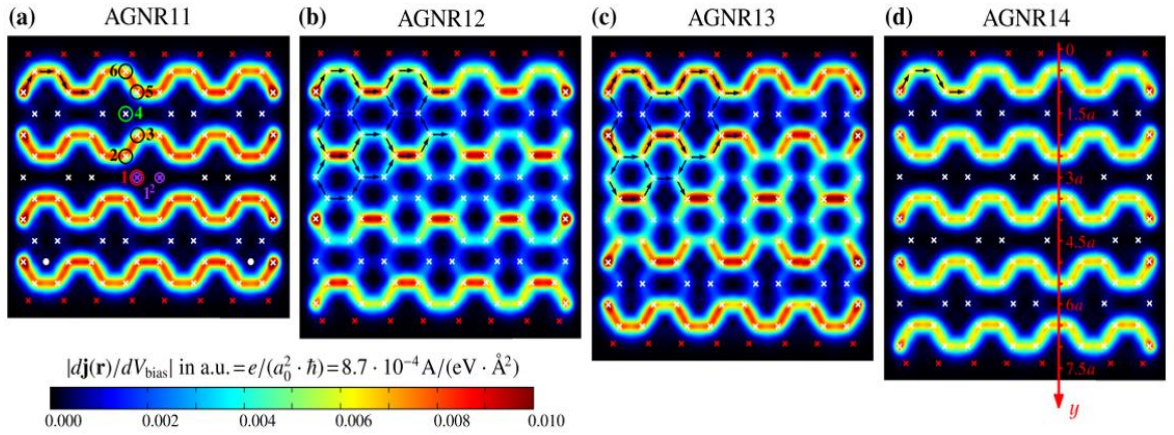 (a) AGNR11
(b) AGNR12
(c) AGNR13
(d) AGNR14
6
5
4
3
2
1
1²
0
1.5a
3a
4.5a
6a
7.5a
y
|dj(r)/dV_bias| in a.u. = e/(a₀² · ℏ) = 8.7 · 10⁻⁴ A/(eV · Å²)
0.000 0.002 0.004 0.006 0.008 0.010